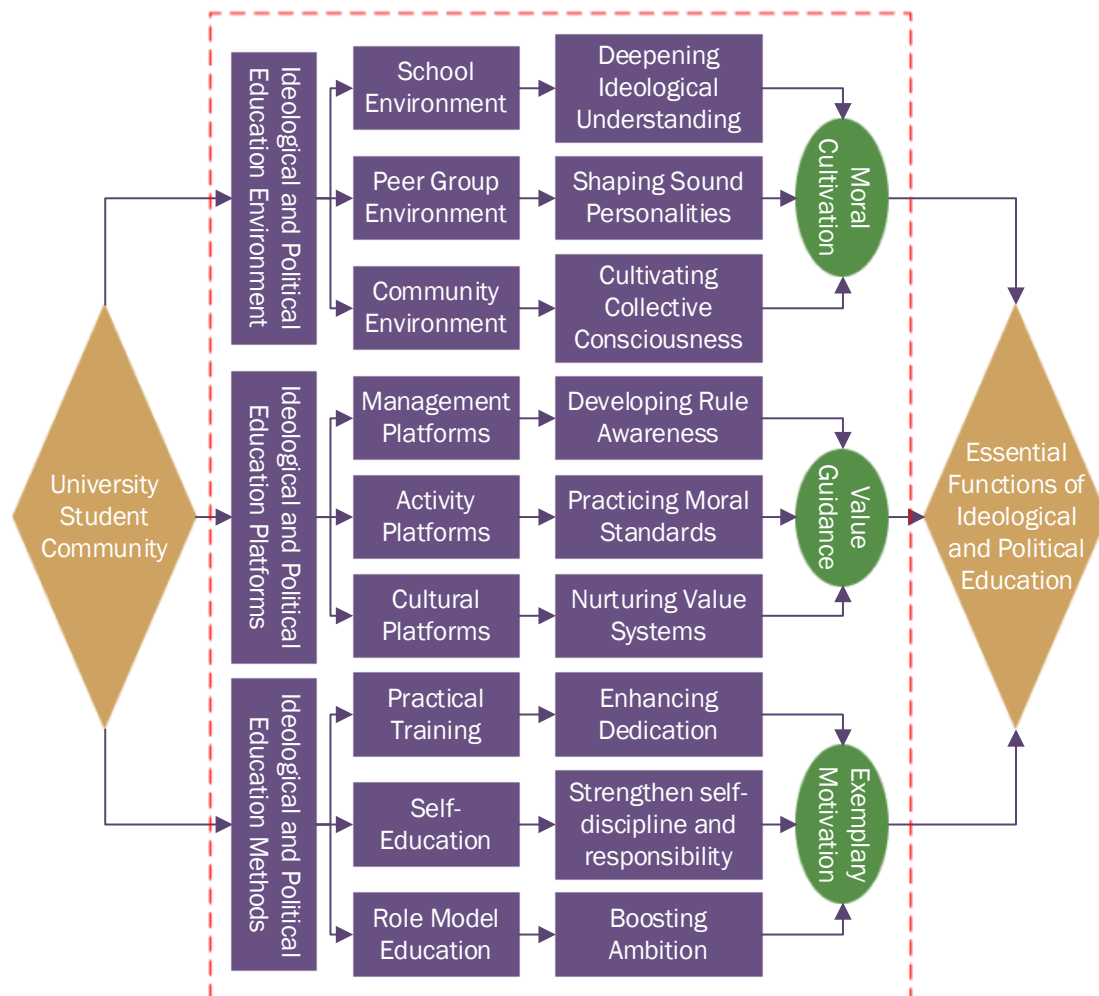 University
Student
Community
Ideological and Political
Education Environment
School
Environment
Deepening
Ideological
Understanding
Peer Group
Environment
Shaping Sound
Personalities
Community
Environment
Cultivating
Collective
Consciousness
Moral
Cultivation
Ideological and Political
Education Platforms
Management
Platforms
Developing Rule
Awareness
Activity
Platforms
Practicing Moral
Standards
Cultural
Platforms
Nurturing Value
Systems
Value
Guidance
Ideological and Political
Education Methods
Practical
Training
Enhancing
Dedication
Self-
Education
Strengthen self-
discipline and
responsibility
Role Model
Education
Boosting
Ambition
Exemplary
Motivation
Essential
Functions of
Ideological
and Political
Education